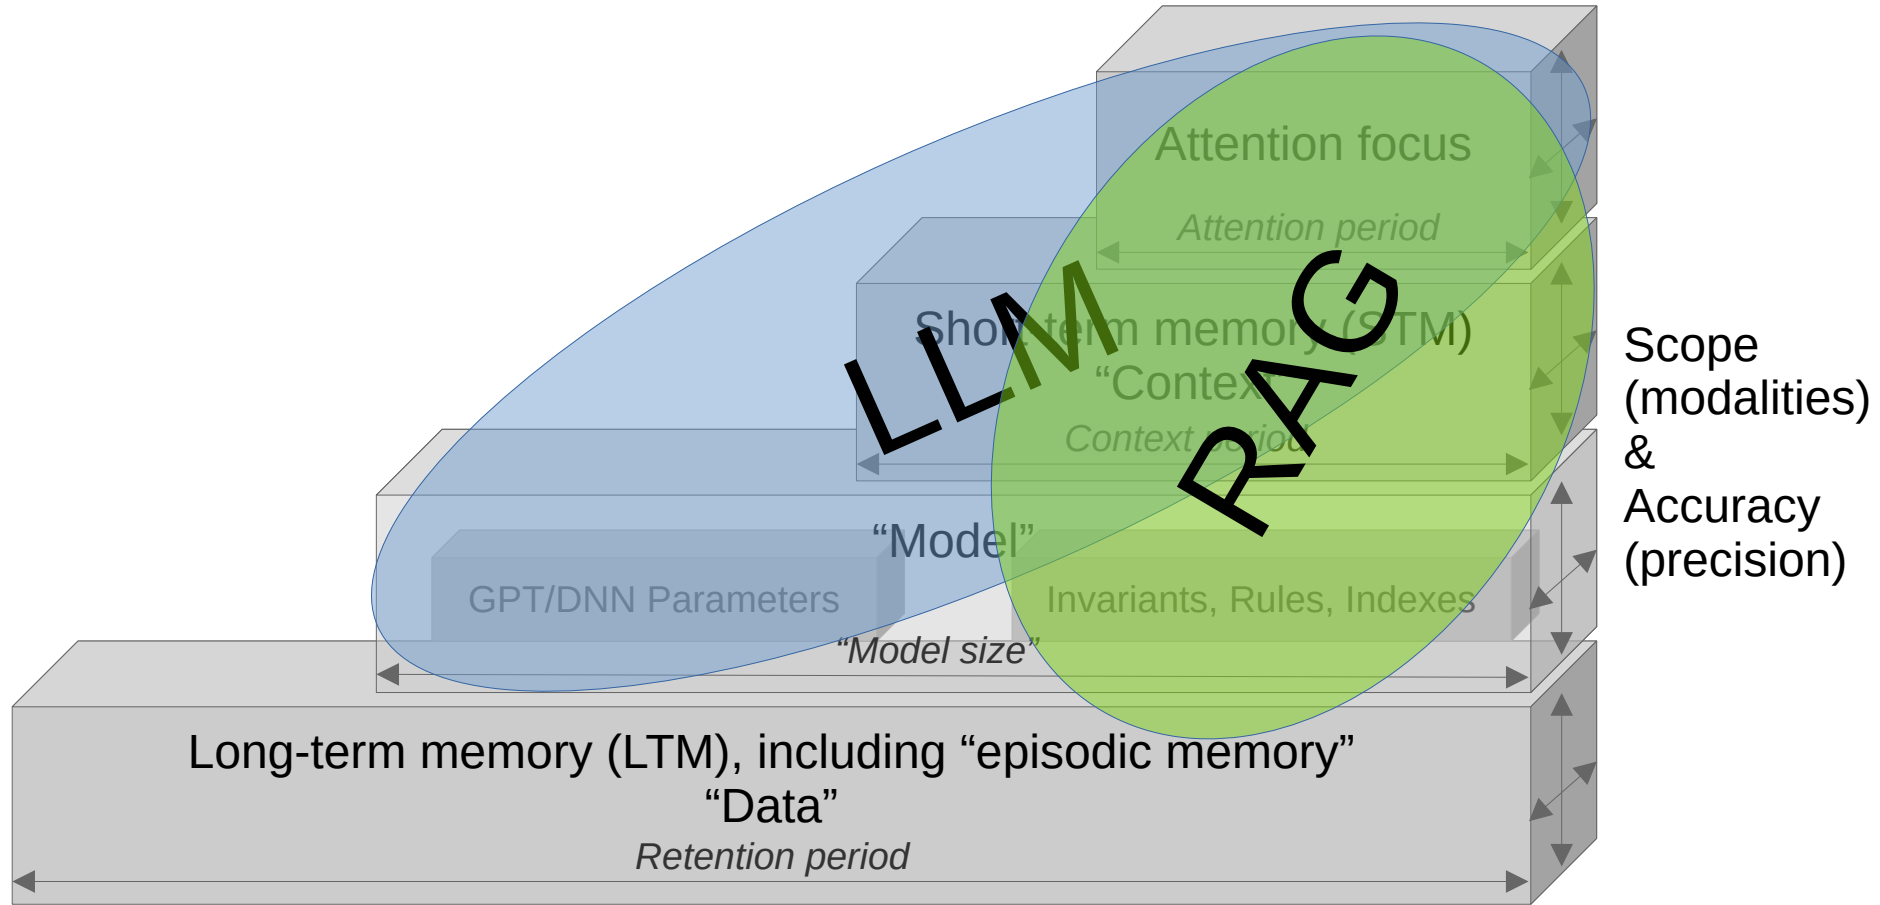 Attention focus
Attention period
LLM
RAG
Short-term memory (STM)
“Context”
Context period
Scope
(modalities)
&
Accuracy
(precision)
“Model”
GPT/DNN Parameters
Invariants, Rules, Indexes
“Model size”
Long-term memory (LTM), including “episodic memory”
“Data”
Retention period